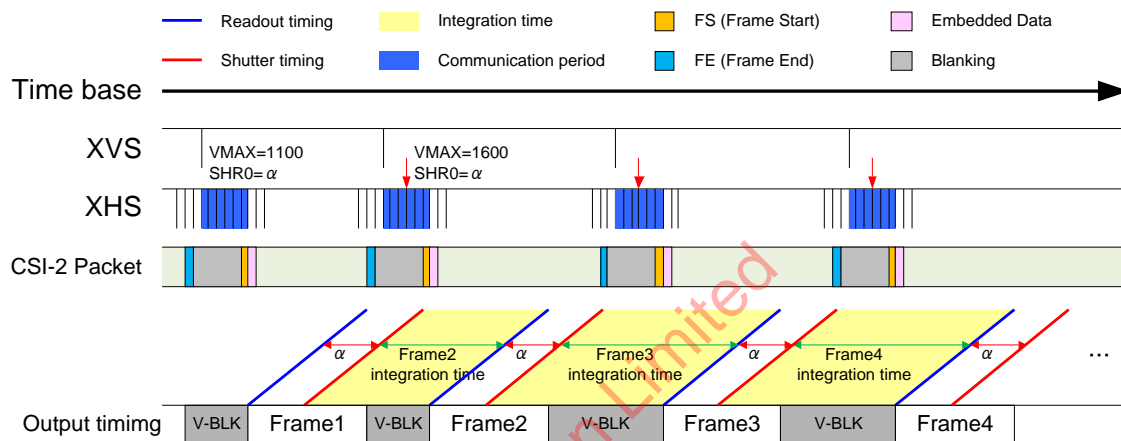 Readout timing
Integration time
FS (Frame Start)
Embedded Data
Shutter timing
Communication period
FE (Frame End)
Blanking
Time base
XVS
VMAX=1100
SHR0= α
VMAX=1600
SHR0= α
XHS
CSI-2 Packet
n Limited
α
Frame2
integration time
α
Frame3
integration time
α
Frame4
integration time
α
...
Output timimg
V-BLK
Frame1
V-BLK
Frame2
V-BLK
Frame3
V-BLK
Frame4